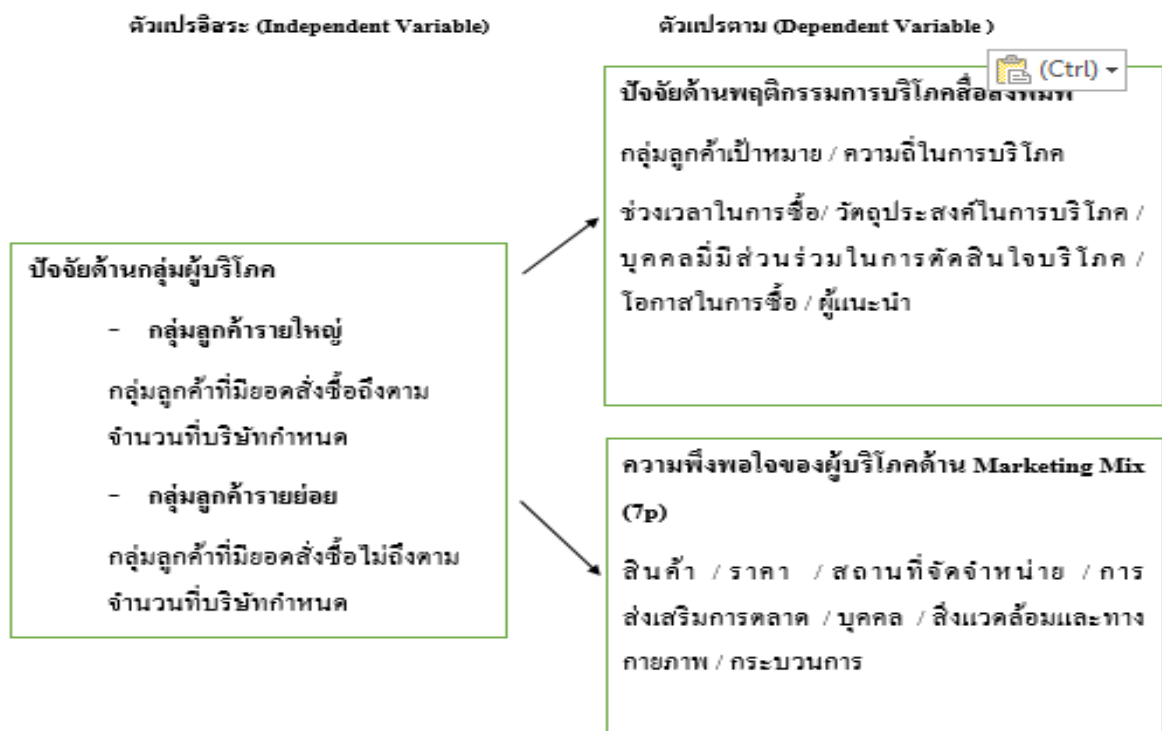 ตัวแปรอิสระ (Independent Variable)
ตัวแปรตาม (Dependent Variable )
ปัจจัยด้านกลุ่มผู้บริโภค
- กลุ่มลูกค้ารายใหญ่
กลุ่มลูกค้าที่มียอดสั่งซื้อถึงตาม
จำนวนที่บริษัทกำหนด
- กลุ่มลูกค้ารายย่อย
กลุ่มลูกค้าที่มียอดสั่งซื้อไม่ถึงตาม
จำนวนที่บริษัทกำหนด
(Ctrl)
ปัจจัยด้านพฤติกรรมการบริโภคสื่อสิ่งพิมพ์
กลุ่มลูกค้าเป้าหมาย / ความถี่ในการบริโภค
ช่วงเวลาในการซื้อ/ วัตถุประสงค์ในการบริโภค /
บุคคลมี่มีส่วนร่วมในการตัดสินใจบริโภค /
โอกาสในการซื้อ / ผู้แนะนำ
ความพึงพอใจของผู้บริโภคด้าน Marketing Mix
(7p)
สินค้า / ราคา / สถานที่จัดจำหน่าย / การ
ส่งเสริมการตลาด / บุคคล / สิ่งแวดล้อมและทาง
กายภาพ / กระบวนการ